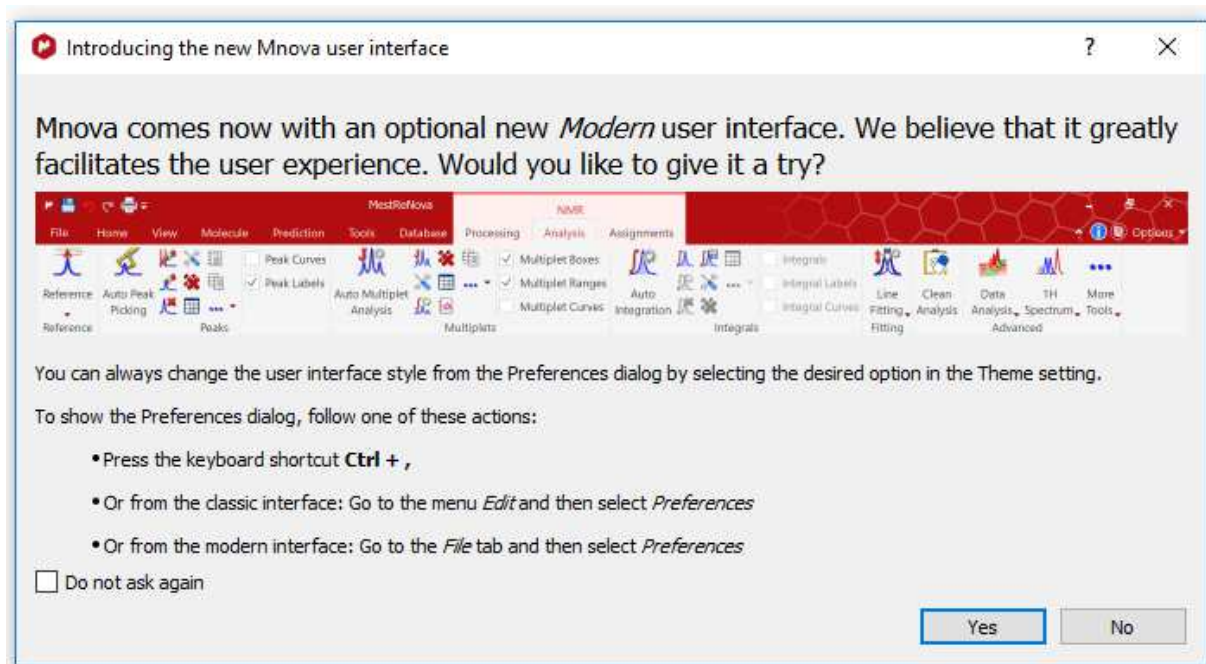 Introducing the new Mnova user interface
?
Mnova comes now with an optional new Modern user interface. We believe that it greatly
facilitates the user experience. Would you like to give it a try?
MestReNova
NMR
File Home View Molecule Prediction Tools Database Processing Analysis Assignments Options
Peak Curves Multiplet Boxes Integrals
Peak Labels Multiplet Ranges Integral Labels
Multiplet Curves Integral Curves
Reference Auto Peak Auto Multiplet Auto Line Clean Data 1H More
Picking Analysis Integration Fitting Analysis Analysis Spectrum Tools
Reference Peaks Multiplets Integrals Fitting Advanced
You can always change the user interface style from the Preferences dialog by selecting the desired option in the Theme setting.
To show the Preferences dialog, follow one of these actions:
•Press the keyboard shortcut Ctrl + ,
•Or from the classic interface: Go to the menu Edit and then select Preferences
•Or from the modern interface: Go to the File tab and then select Preferences
Do not ask again
Yes No